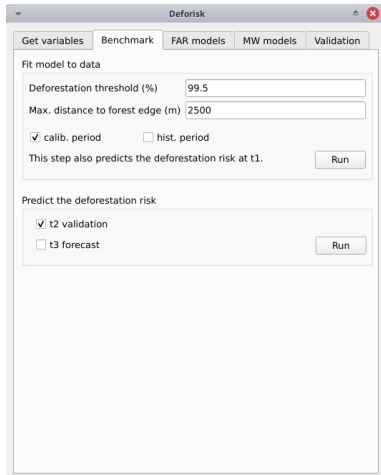 Deforisk
Get variables Benchmark FAR models MW models Validation
Fit model to data
Deforestation threshold (%) 99.5
Max. distance to forest edge (m) 2500
calib. period hist. period
This step also predicts the deforestation risk at t1. Run
Predict the deforestation risk
t2 validation
t3 forecast Run